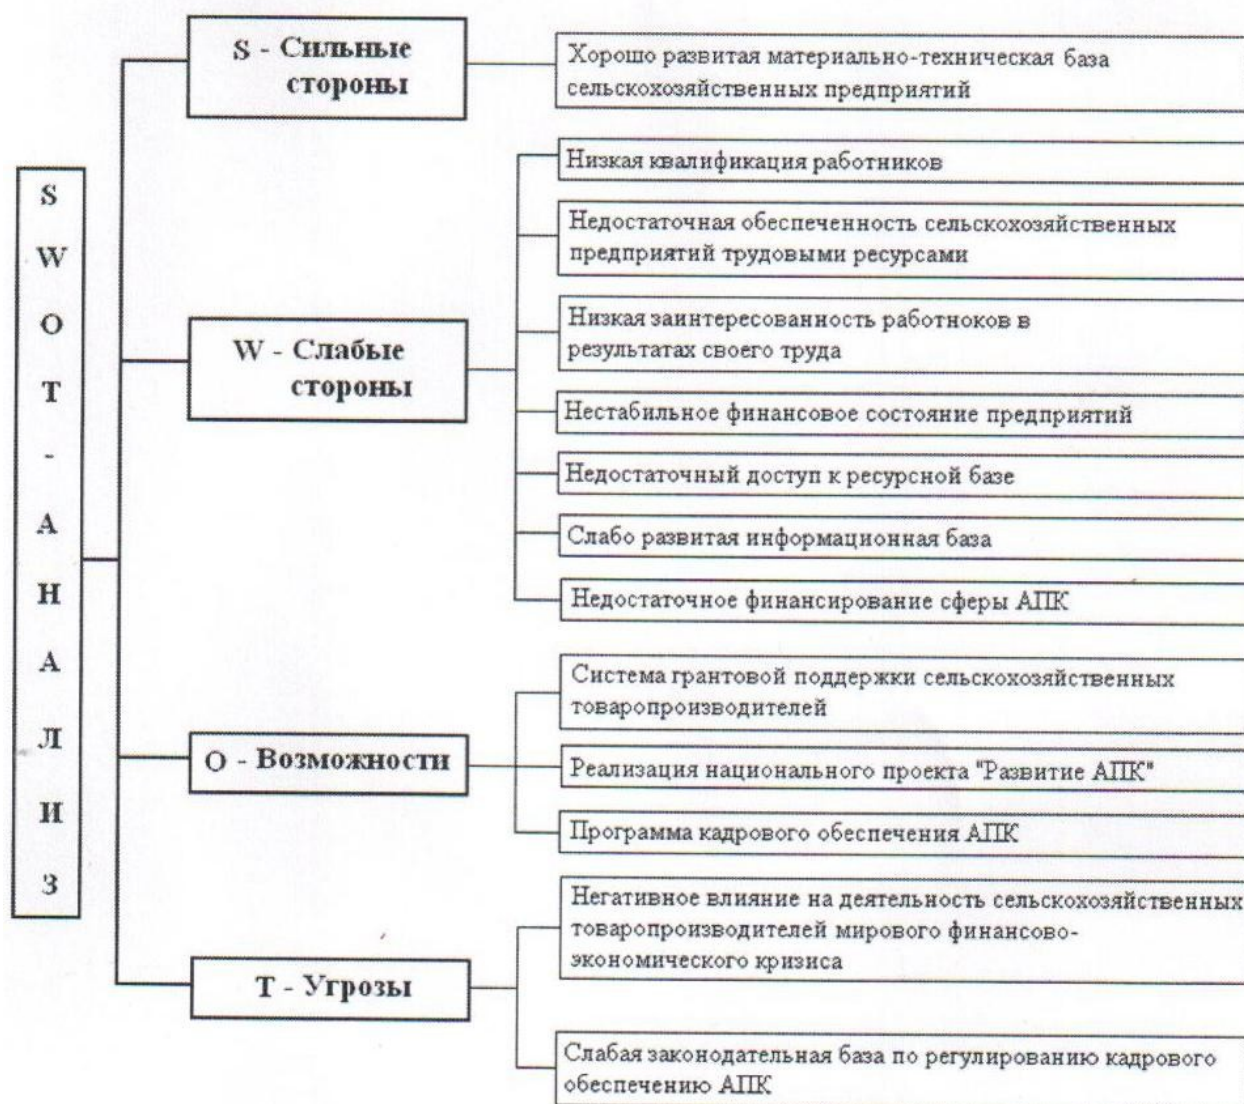 SWOT-АНАЛИЗ
S - Сильные
стороны
Хорошо развитая материально-техническая база
сельскохозяйственных предприятий
W - Слабые
стороны
Низкая квалификация работников
Недостаточная обеспеченность сельскохозяйственных
предприятий трудовыми ресурсами
Низкая заинтересованность работноков в
результатах своего труда
Нестабильное финансовое состояние предприятий
Недостаточный доступ к ресурсной базе
Слабо развитая информационная база
Недостаточное финансирование сферы АПК
О - Возможности
Система грантовой поддержки сельскохозяйственных
товаропроизводителей
Реализация национального проекта "Развитие АПК"
Программа кадрового обеспечения АПК
Т - Угрозы
Негативное влияние на деятельность сельскохозяйственных
товаропроизводителей мирового финансово-
экономического кризиса
Слабая законодательная база по регулированию кадрового
обеспечению АПК